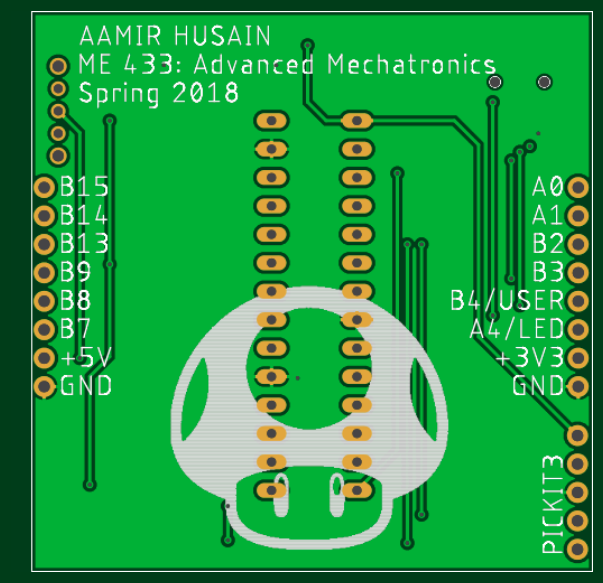 AAMIR HUSAIN
ME 433: Advanced Mechatronics
Spring 2018
B15
B14
B13
B9
B8
B7
+5V
GND
A0
A1
B2
B3
B4/USER
A4/LED
+3V3
GND
PICKIT3